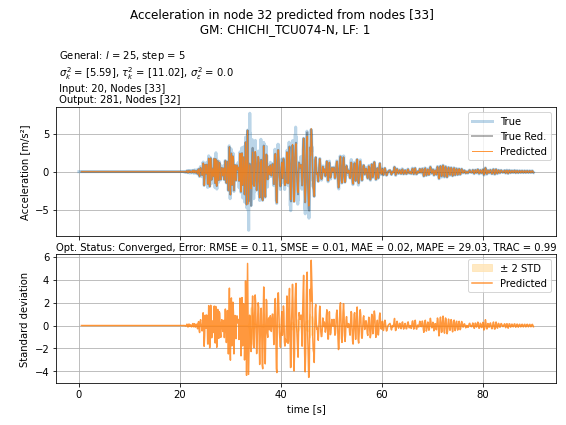 Acceleration in node 32 predicted from nodes [33]
GM: CHICHI_TCU074-N, LF: 1
General: l = 25, step = 5
σ²ₖ = [5.59], τ²ₖ = [11.02], σ²ε = 0.0
Input: 20, Nodes [33]
Output: 281, Nodes [32]
Acceleration [m/s²]
5
0
−5
True
True Red.
Predicted
Opt. Status: Converged, Error: RMSE = 0.11, SMSE = 0.01, MAE = 0.02, MAPE = 29.03, TRAC = 0.99
Standard deviation
6
4
2
0
−2
−4
± 2 STD
Predicted
0 20 40 60 80
time [s]